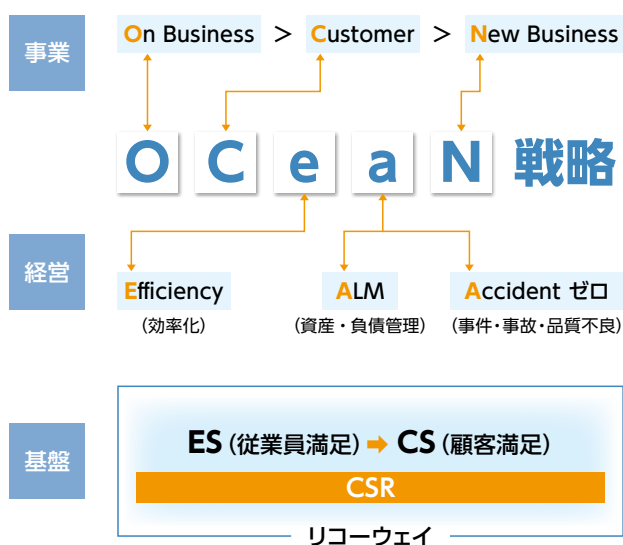 事業
On Business > Customer > New Business
OCeaN 戦略
経営
Efficiency ALM Accident ゼロ
(効率化) (資産・負債管理) (事件・事故・品質不良)
基盤
ES (従業員満足) ➡ CS (顧客満足)
CSR
リコーウェイ